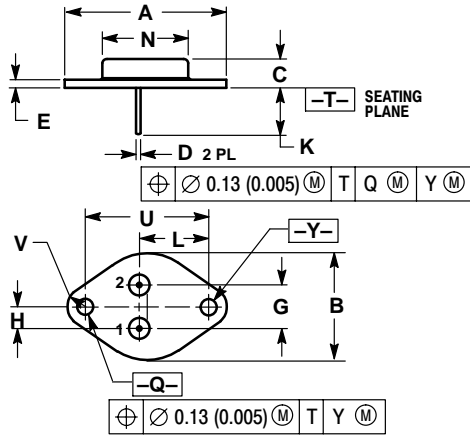 A
N
C
E
–T– SEATING PLANE
K
D 2 PL
⌖ ∅ 0.13 (0.005) Ⓜ T Q Ⓜ Y Ⓜ
U
V
L
–Y–
2
G
B
H
1
–Q–
⌖ ∅ 0.13 (0.005) Ⓜ T Y Ⓜ